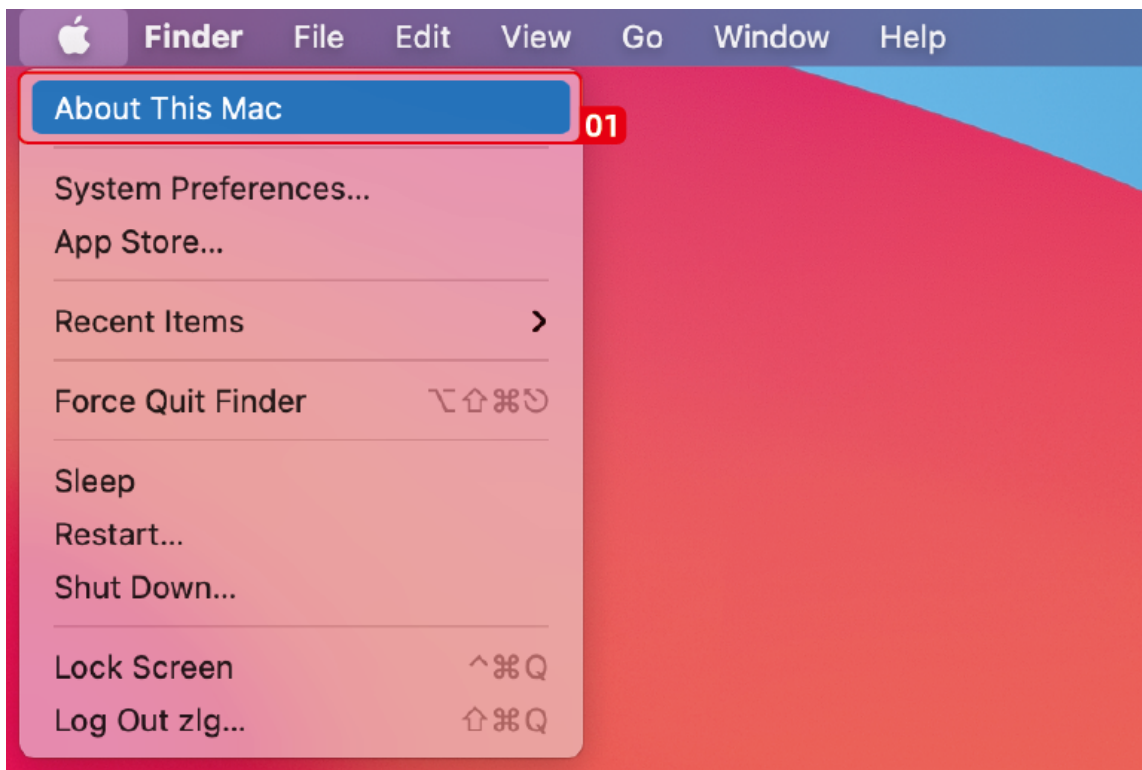 Finder File Edit View Go Window Help
About This Mac
01
System Preferences...
App Store...
Recent Items
Force Quit Finder ⌥⇧⌘⎋
Sleep
Restart...
Shut Down...
Lock Screen ^⌘Q
Log Out zlg... ⇧⌘Q